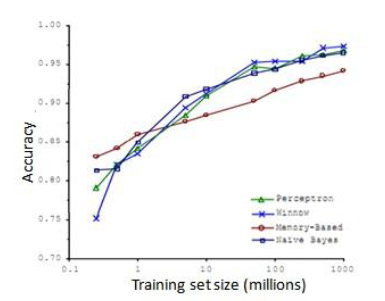 1.00
0.95
0.90
0.85
0.80
0.75
0.70
Accuracy
0.1 1 10 100 1000
Training set size (millions)
Perceptron
Winnow
Memory-Based
Naive Bayes